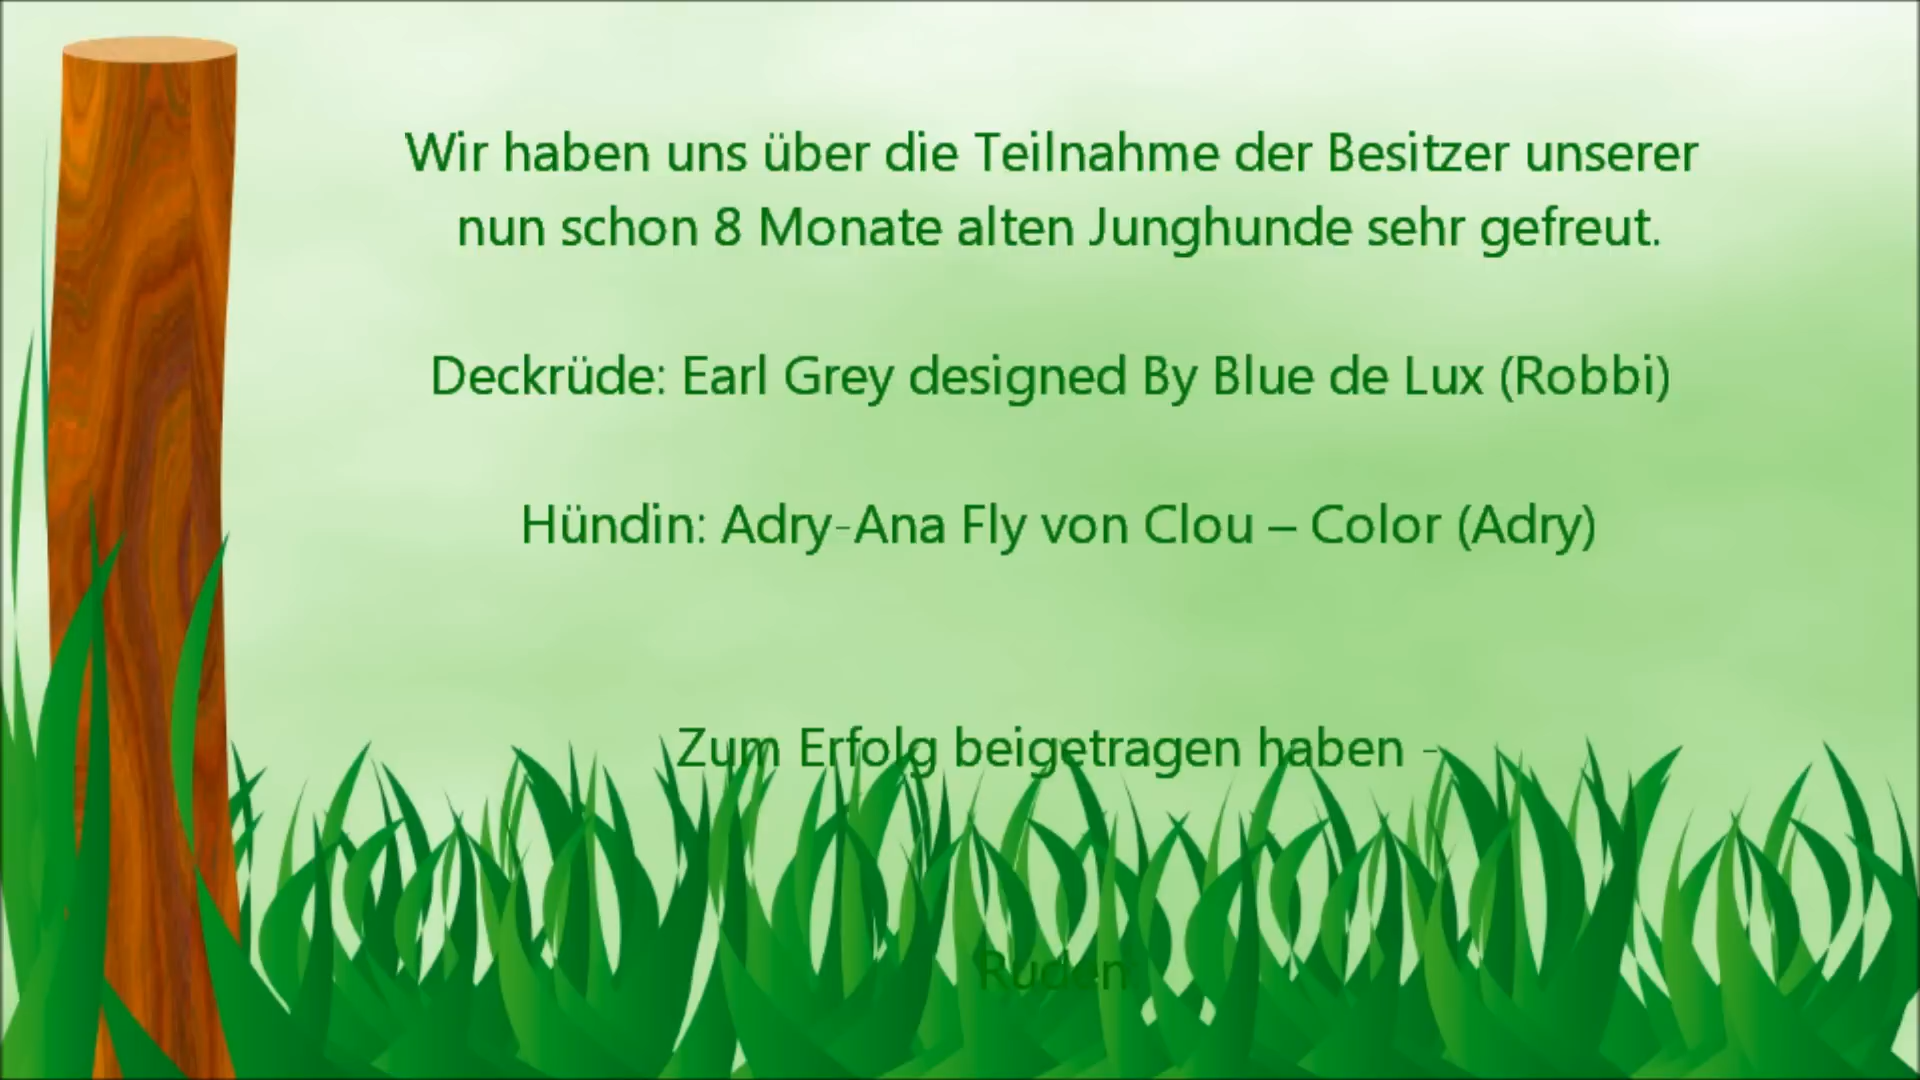 Wir haben uns über die Teilnahme der Besitzer unserer
nun schon 8 Monate alten Junghunde sehr gefreut.
Deckrüde: Earl Grey designed By Blue de Lux (Robbi)
Hündin: Adry-Ana Fly von Clou – Color (Adry)
Zum Erfolg beigetragen haben -